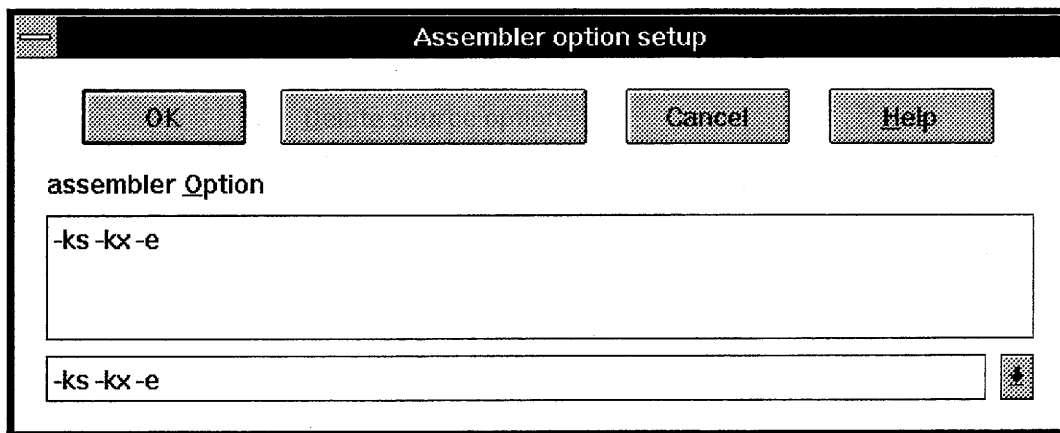 Assembler option setup
OK Cancel Help
assembler Option
-ks -kx -e
-ks -kx -e